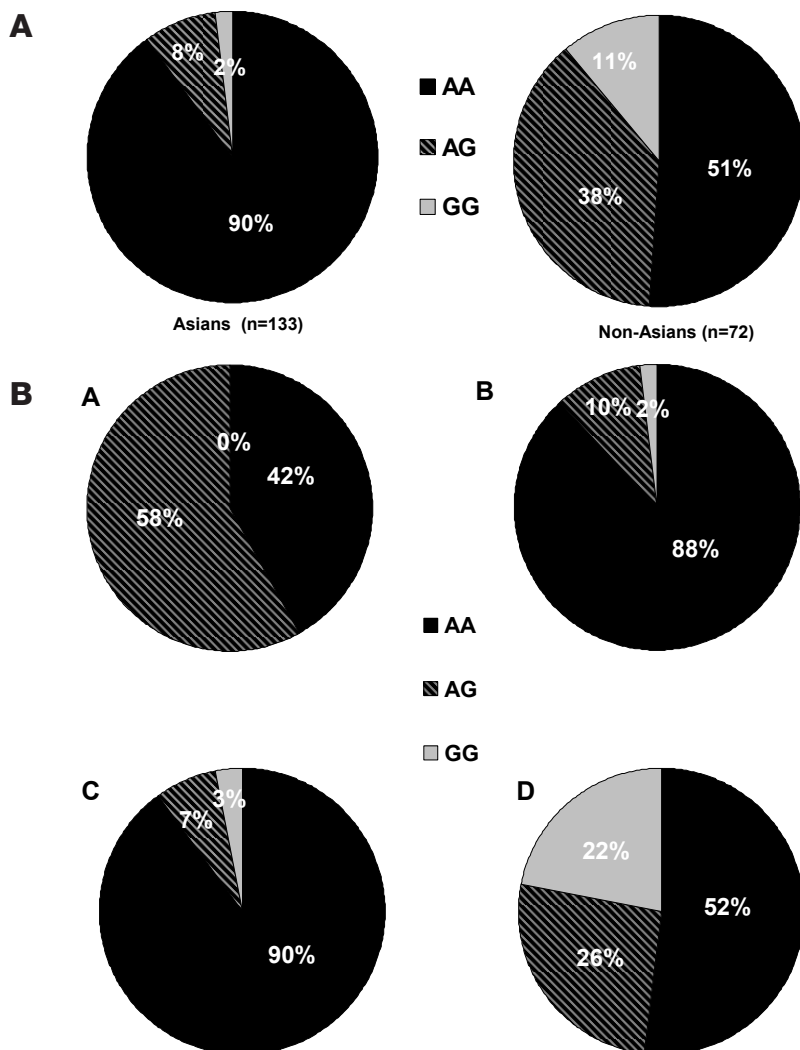 A
8%
2%
90%
Asians (n=133)
AA
AG
GG
11%
51%
38%
Non-Asians (n=72)
B
A
0%
42%
58%
B
10%
2%
88%
AA
AG
GG
C
3%
7%
90%
D
22%
52%
26%